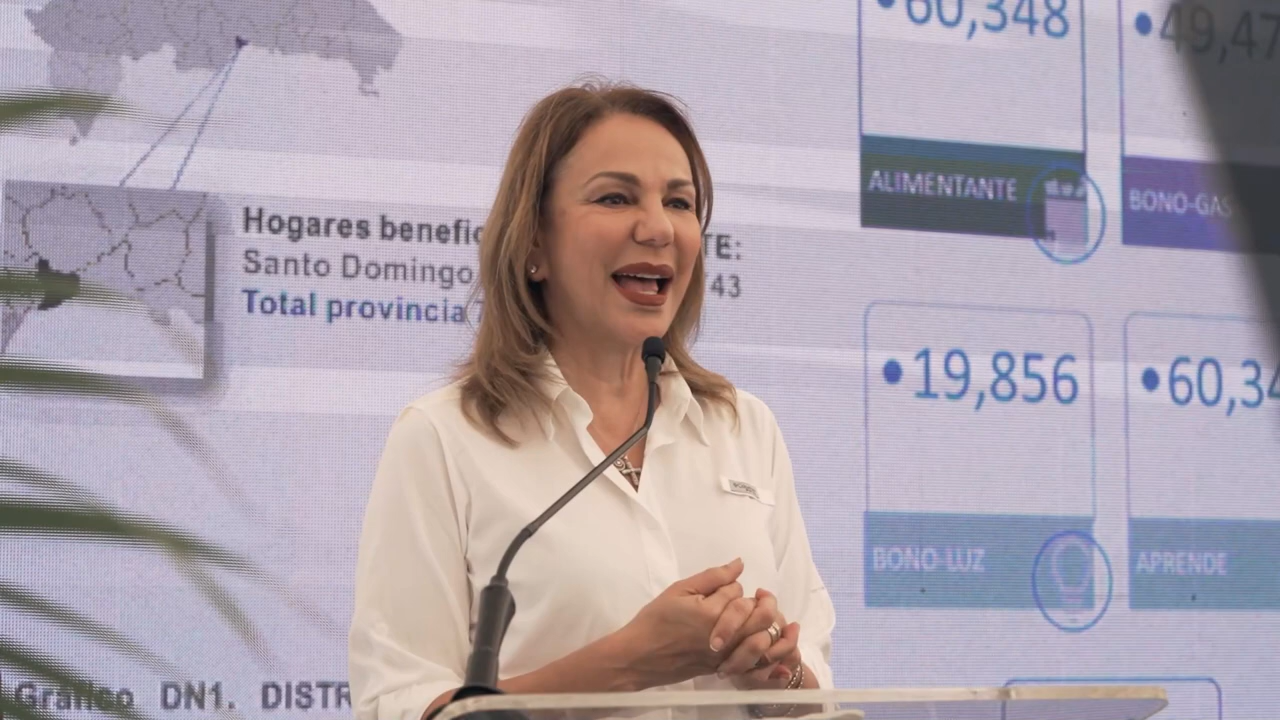 •60,348
•49,47
ALIMENTANTE
BONO-GAS
Hogares benefic TE:
Santo Domingo 43
Total provincia
•19,856
•60,34
BONO-LUZ
APRENDE
Gráfico DN1. DISTR